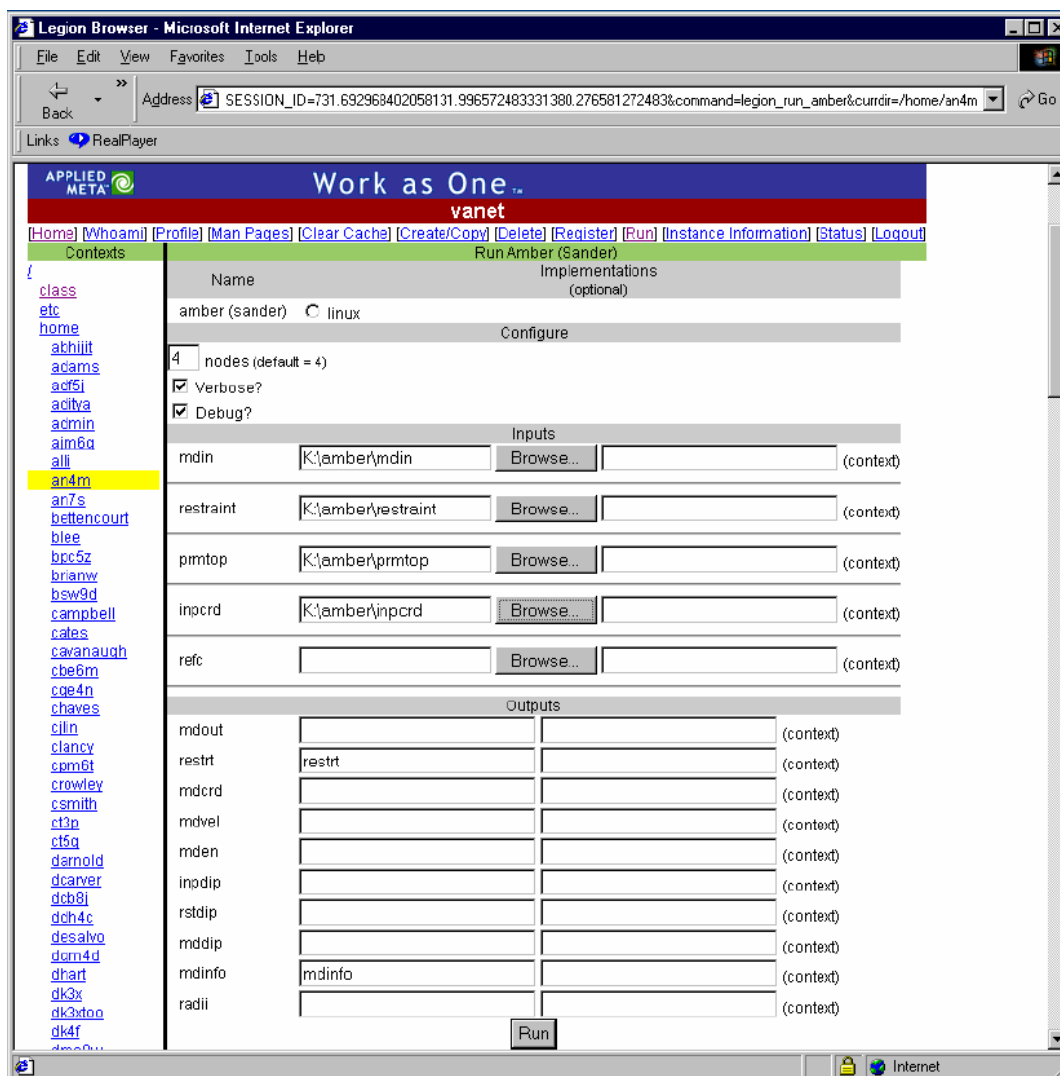 Legion Browser - Microsoft Internet Explorer
File Edit View Favorites Tools Help
Back » Address SESSION_ID=731.692968402058131.996572483331380.276581272483&command=legion_run_amber&currdir=/home/an4m Go
Links RealPlayer
APPLIED META Work as One ™
vanet
[Home] [Whoami] [Profile] [Man Pages] [Clear Cache] [Create/Copy] [Delete] [Register] [Run] [Instance Information] [Status] [Logout]
Contexts
/
class
etc
home
abhijit
adams
adf5j
aditya
admin
ajm6q
alli
an4m
an7s
bettencourt
blee
bpc5z
brianw
bsw9d
campbell
cates
cavanaugh
cbe6m
cge4n
chaves
cjlin
clancy
cpm6t
crowley
csmith
ct3p
ct5q
darnold
dcarver
dcb8j
ddh4c
desalvo
dgm4d
dhart
dk3x
dk3xtoo
dk4f
Run Amber (Sander)
Name Implementations
(optional)
amber (sander) linux
Configure
4 nodes (default = 4)
Verbose?
Debug?
Inputs
mdin K:\amber\mdin Browse... (context)
restraint K:\amber\restraint Browse... (context)
prmtop K:\amber\prmtop Browse... (context)
inpcrd K:\amber\inpcrd Browse... (context)
refc Browse... (context)
Outputs
mdout (context)
restrt restrt (context)
mdcrd (context)
mdvel (context)
mden (context)
inpdip (context)
rstdip (context)
mddip (context)
mdinfo mdinfo (context)
radii (context)
Run
Internet